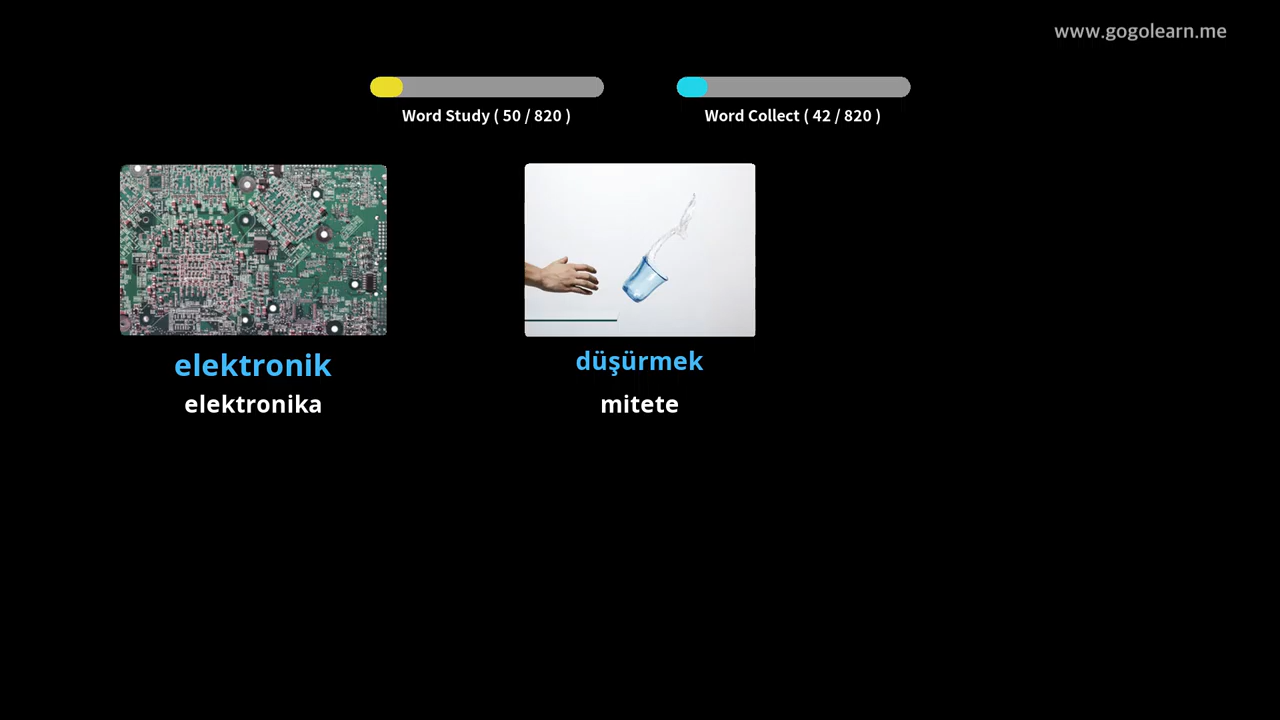 www.gogolearn.me
Word Study ( 50 / 820 )
Word Collect ( 42 / 820 )
elektronik
elektronika
düşürmek
mitete